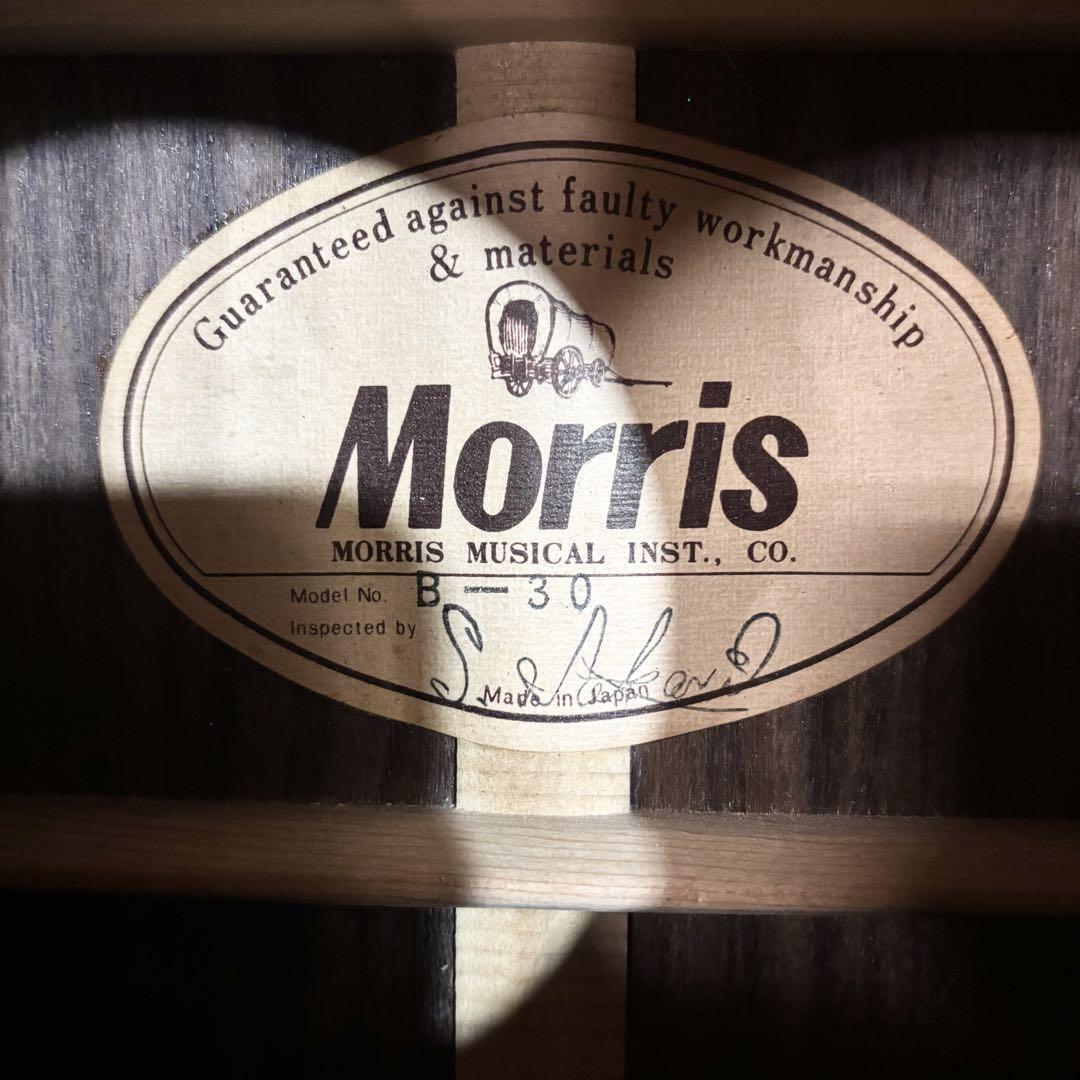 Guaranteed against faulty workmanship
& materials
Morris
MORRIS MUSICAL INST., CO.
Model No. B-30
Inspected by
Made in Japan